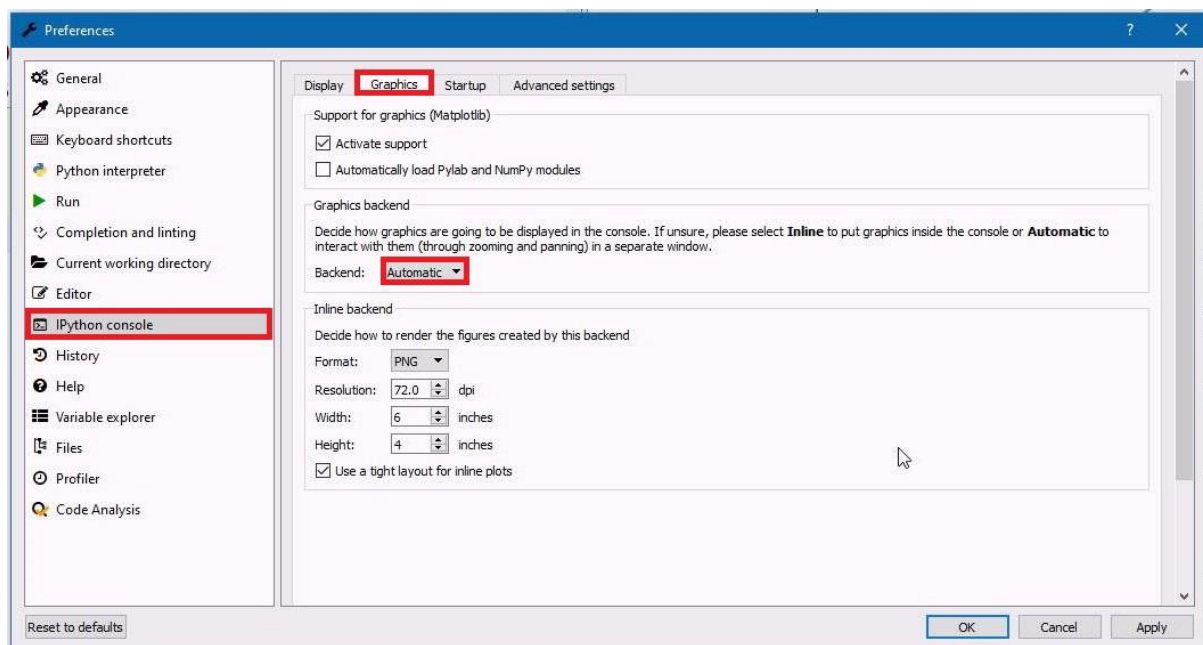 Preferences
?
General
Appearance
Keyboard shortcuts
Python interpreter
Run
Completion and linting
Current working directory
Editor
IPython console
History
Help
Variable explorer
Files
Profiler
Code Analysis
Display Graphics Startup Advanced settings
Support for graphics (Matplotlib)
Activate support
Automatically load Pylab and NumPy modules
Graphics backend
Decide how graphics are going to be displayed in the console. If unsure, please select Inline to put graphics inside the console or Automatic to
interact with them (through zooming and panning) in a separate window.
Backend: Automatic
Inline backend
Decide how to render the figures created by this backend
Format: PNG
Resolution: 72.0 dpi
Width: 6 inches
Height: 4 inches
Use a tight layout for inline plots
Reset to defaults OK Cancel Apply